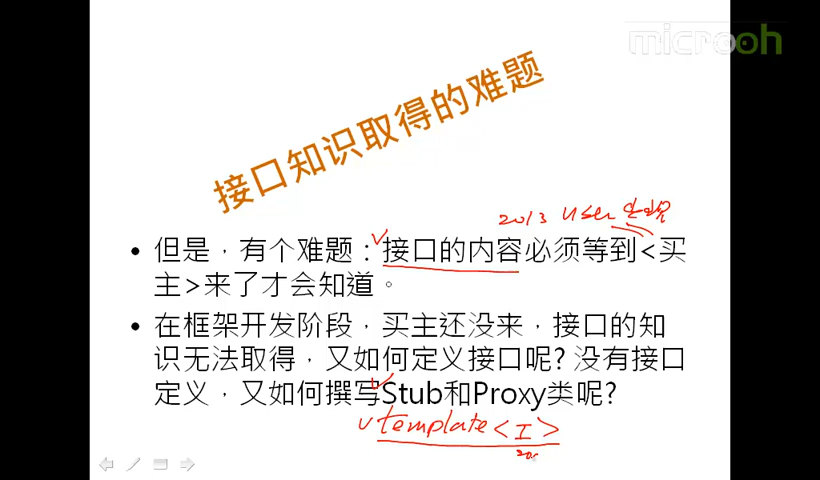 microoh
接口知识取得的难题
2013 user 出现
• 但是，有个难题：接口的内容必须等到<买
主>来了才会知道。
• 在框架开发阶段，买主还没来，接口的知
识无法取得，又如何定义接口呢？没有接口
定义，又如何撰写Stub和Proxy类呢？
template<I>